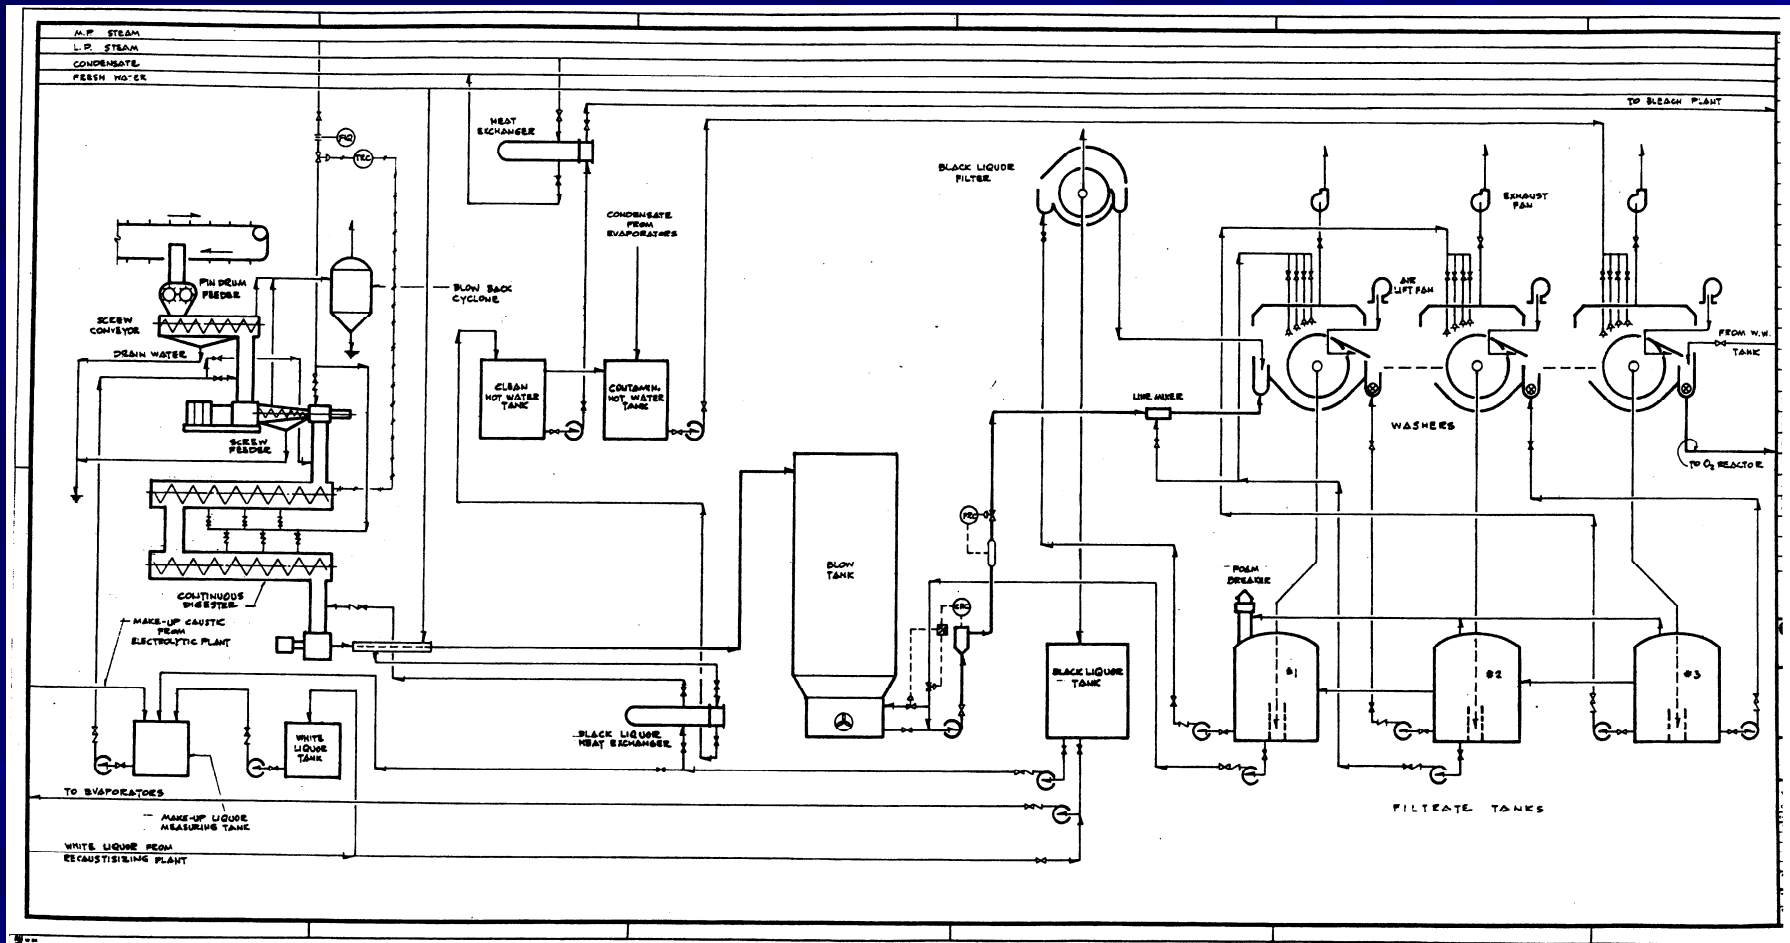 M.P. STEAM
L.P. STEAM
CONDENSATE
FRESH WATER
TO BLEACH PLANT
FIQ
TRC
HEAT
EXCHANGER
BLACK LIQUOR
FILTER
EXHAUST
FAN
CONDENSATE
FROM
EVAPORATORS
PIN DRUM
FEEDER
BLOW BACK
CYCLONE
AIR
LIFT FAN
SCREW
CONVEYOR
DRAIN WATER
FROM W.W.
TANK
CLEAN
HOT WATER
TANK
CONTAMIN.
HOT WATER
TANK
LINE MIXER
WASHERS
SCREW
FEEDER
TO O2 REACTOR
FRC
BLOW
TANK
FOAM
BREAKER
CONTINUOUS
DIGESTER
CRC
MAKE-UP CAUSTIC
FROM
ELECTROLYTIC PLANT
BLACK LIQUOR
TANK
#1
#2
#3
WHITE
LIQUOR
TANK
BLACK LIQUOR
HEAT EXCHANGER
TO EVAPORATORS
MAKE-UP LIQUOR
MEASURING TANK
FILTRATE TANKS
WHITE LIQUOR FROM
RECAUSTISIZING PLANT